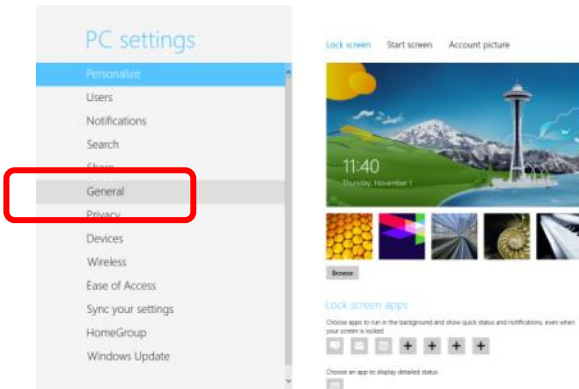 PC settings
Personalize
Users
Notifications
Search
Share
General
Privacy
Devices
Wireless
Ease of Access
Sync your settings
HomeGroup
Windows Update
Lock screen Start screen Account picture
11:40
Thursday, November 1
Browse
Lock screen apps
Choose apps to run in the background and show quick status and notifications, even when
your screen is locked
Choose an app to display detailed status